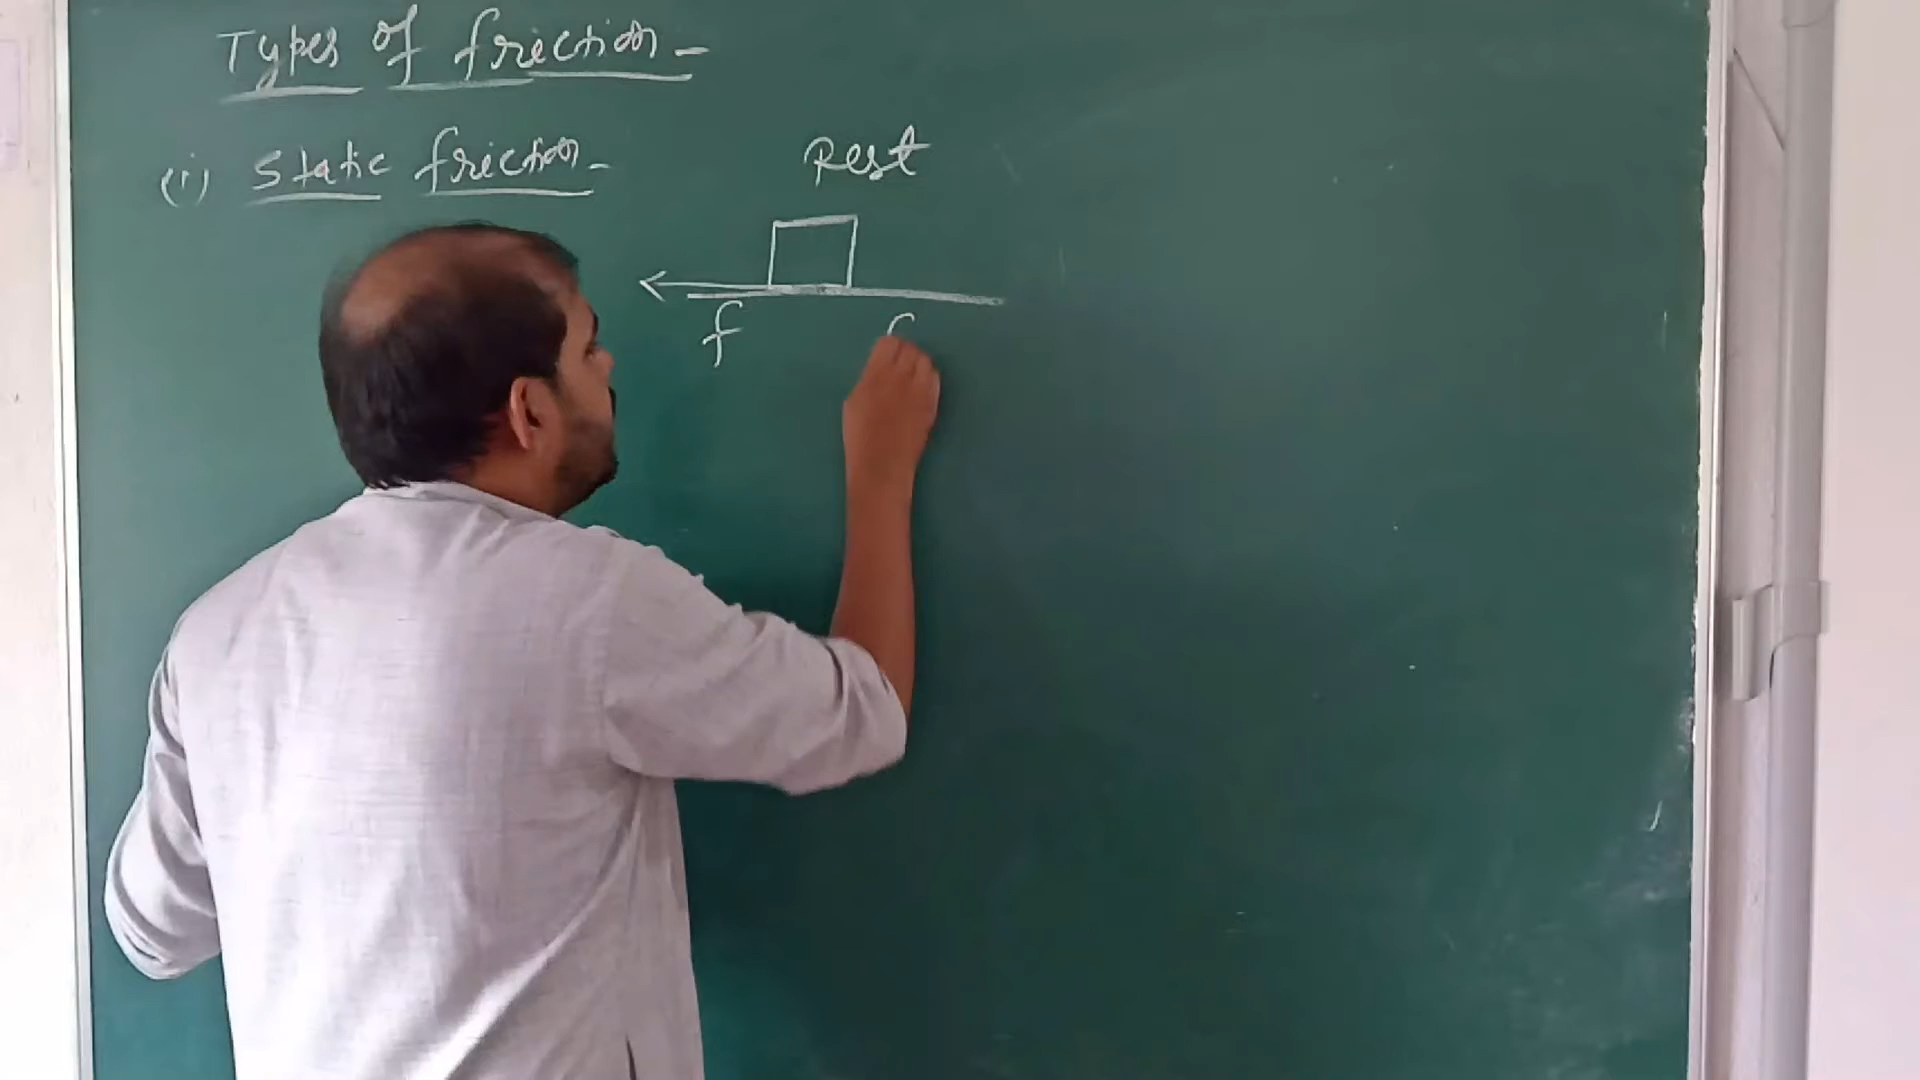 Types of friction -
(i) Static friction -
Rest
f